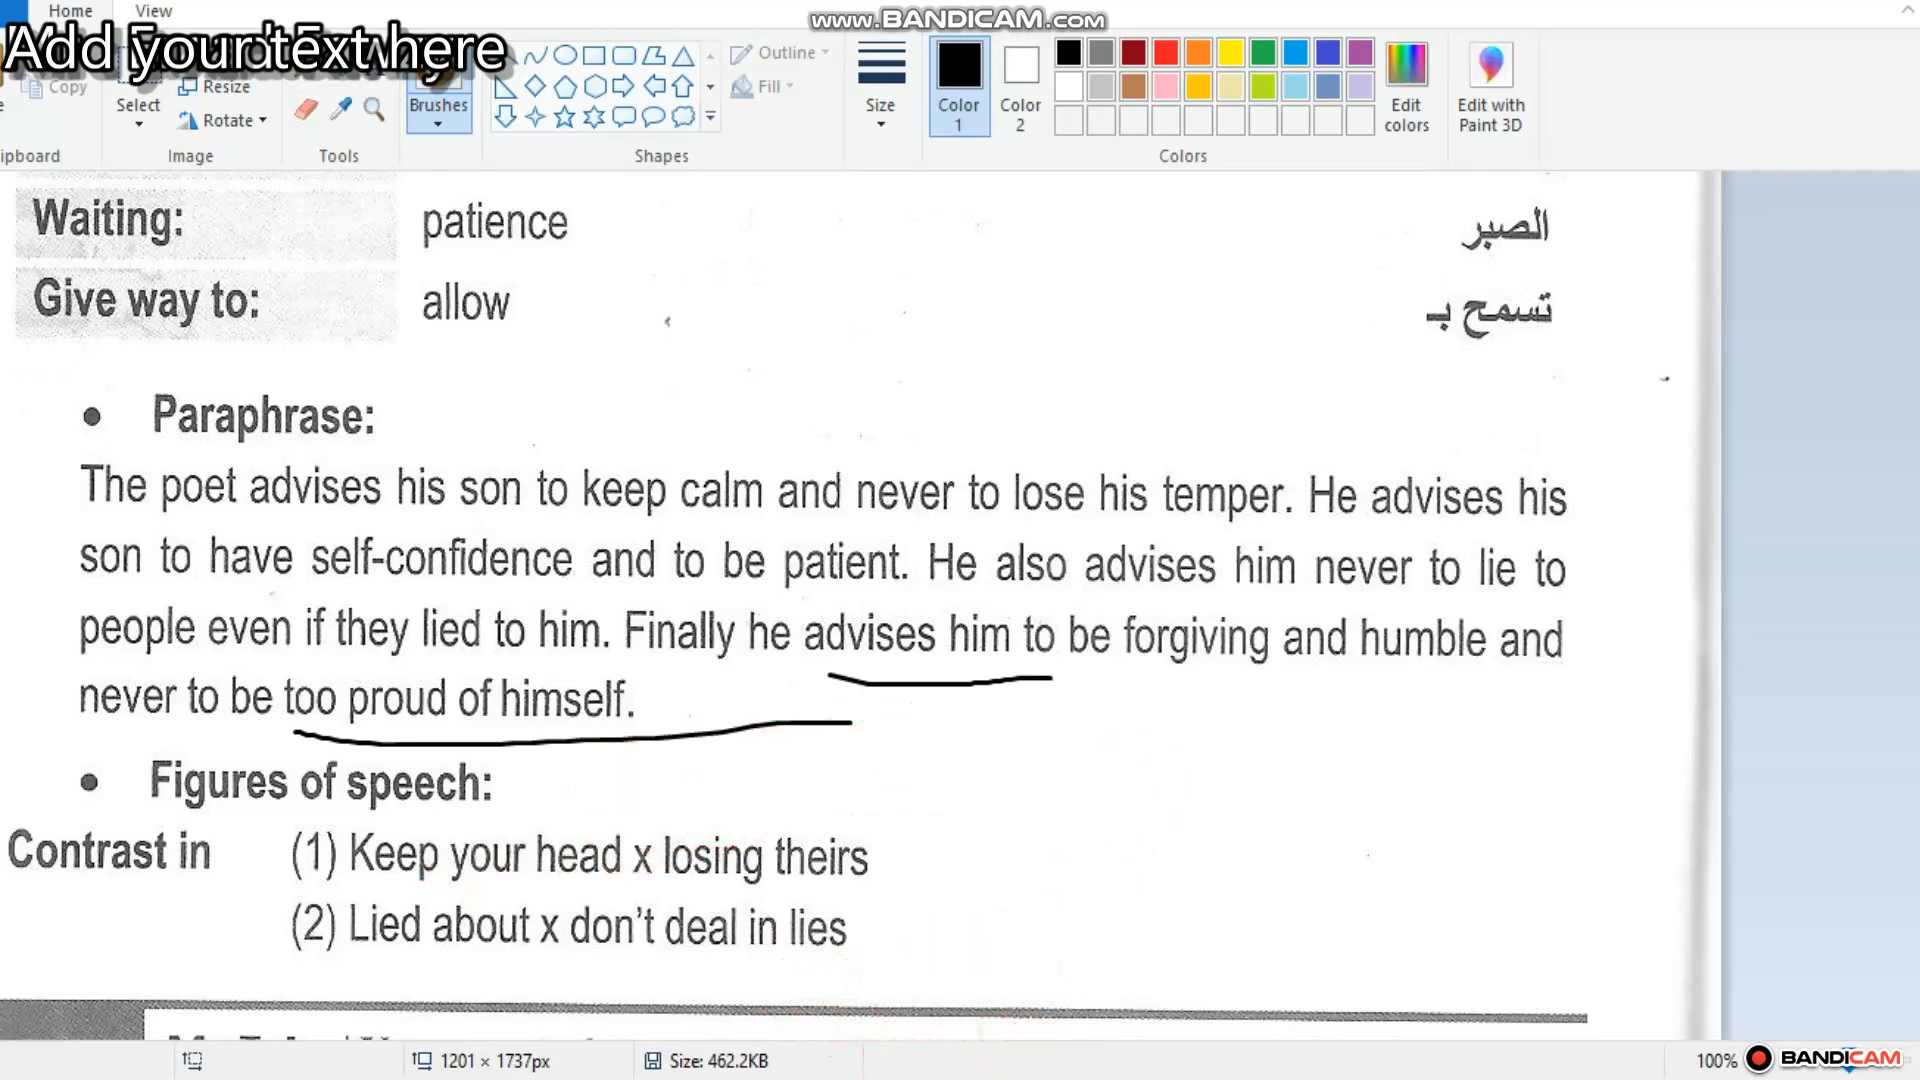 Home View
www.BANDICAM.com
Add your text here
Copy
Select
Resize
Rotate
Brushes
Outline
Fill
Size
Color 1
Color 2
Edit colors
Edit with Paint 3D
ipboard Image Tools Shapes Colors
Waiting: patience الصبر
Give way to: allow تسمح بـ
• Paraphrase:
The poet advises his son to keep calm and never to lose his temper. He advises his
son to have self-confidence and to be patient. He also advises him never to lie to
people even if they lied to him. Finally he advises him to be forgiving and humble and
never to be too proud of himself.
• Figures of speech:
Contrast in (1) Keep your head x losing theirs
(2) Lied about x don't deal in lies
1201 × 1737px Size: 462.2KB 100% BANDICAM